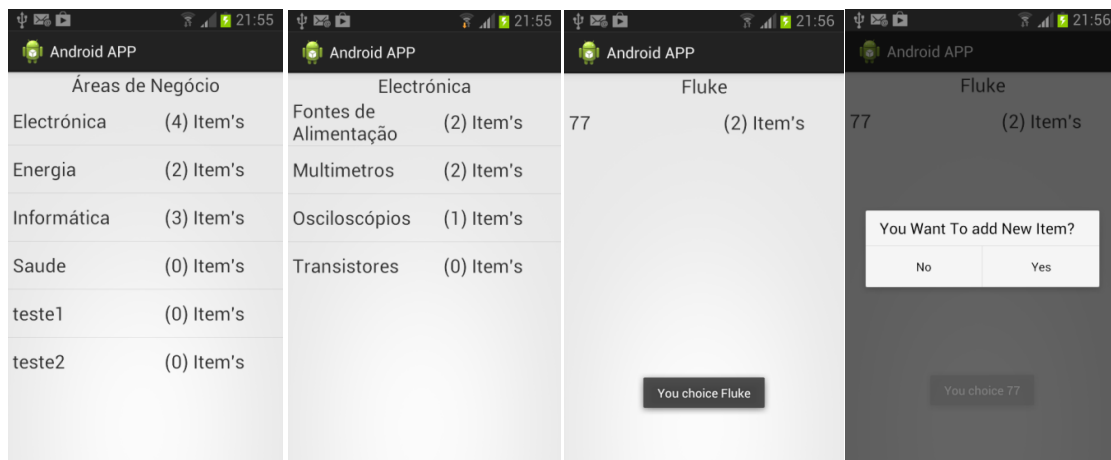 21:55
Android APP
Áreas de Negócio
Electrónica (4) Item's
Energia (2) Item's
Informática (3) Item's
Saude (0) Item's
teste1 (0) Item's
teste2 (0) Item's
21:55
Android APP
Electrónica
Fontes de
Alimentação (2) Item's
Multimetros (2) Item's
Osciloscópios (1) Item's
Transistores (0) Item's
21:56
Android APP
Fluke
77 (2) Item's
You choice Fluke
21:56
Android APP
Fluke
77 (2) Item's
You Want To add New Item?
No Yes
You choice 77